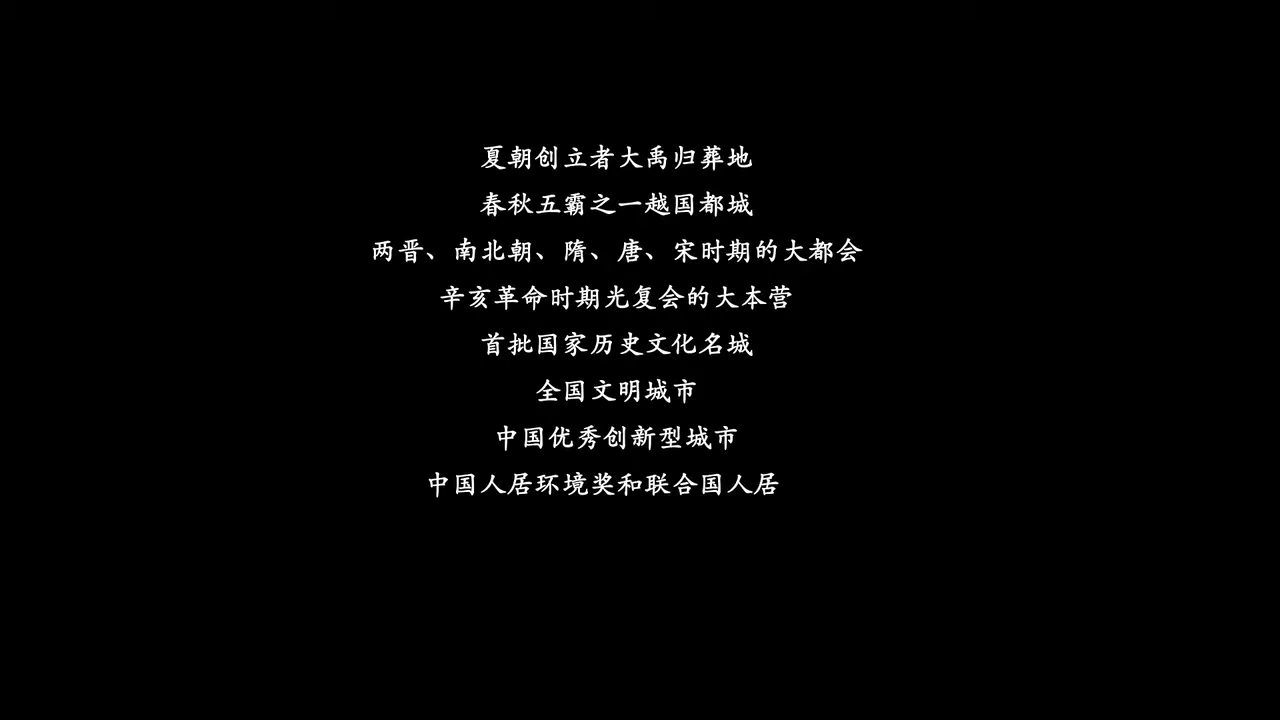 夏朝创立者大禹归葬地
春秋五霸之一越国都城
两晋、南北朝、隋、唐、宋时期的大都会
辛亥革命时期光复会的大本营
首批国家历史文化名城
全国文明城市
中国优秀创新型城市
中国人居环境奖和联合国人居